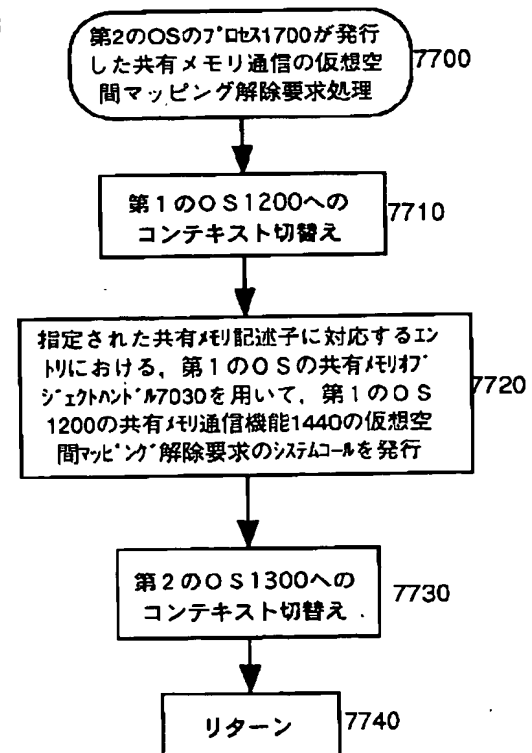 第2のOSのﾌﾟﾛｾｽ1700が発行
した共有メモリ通信の仮想空
間マッピング解除要求処理
7700
第1のOS1200への
コンテキスト切替え
7710
指定された共有ﾒﾓﾘ記述子に対応するｴﾝ
ﾄﾘにおける，第1のOSの共有ﾒﾓﾘｵﾌﾞ
ｼﾞｪｸﾄﾊﾝﾄﾞﾙ7030を用いて，第1のOS
1200の共有ﾒﾓﾘ通信機能1440の仮想空
間ﾏｯﾋﾟﾝｸﾞ解除要求のｼｽﾃﾑｺｰﾙを発行
7720
第2のOS1300への
コンテキスト切替え
7730
リターン
7740